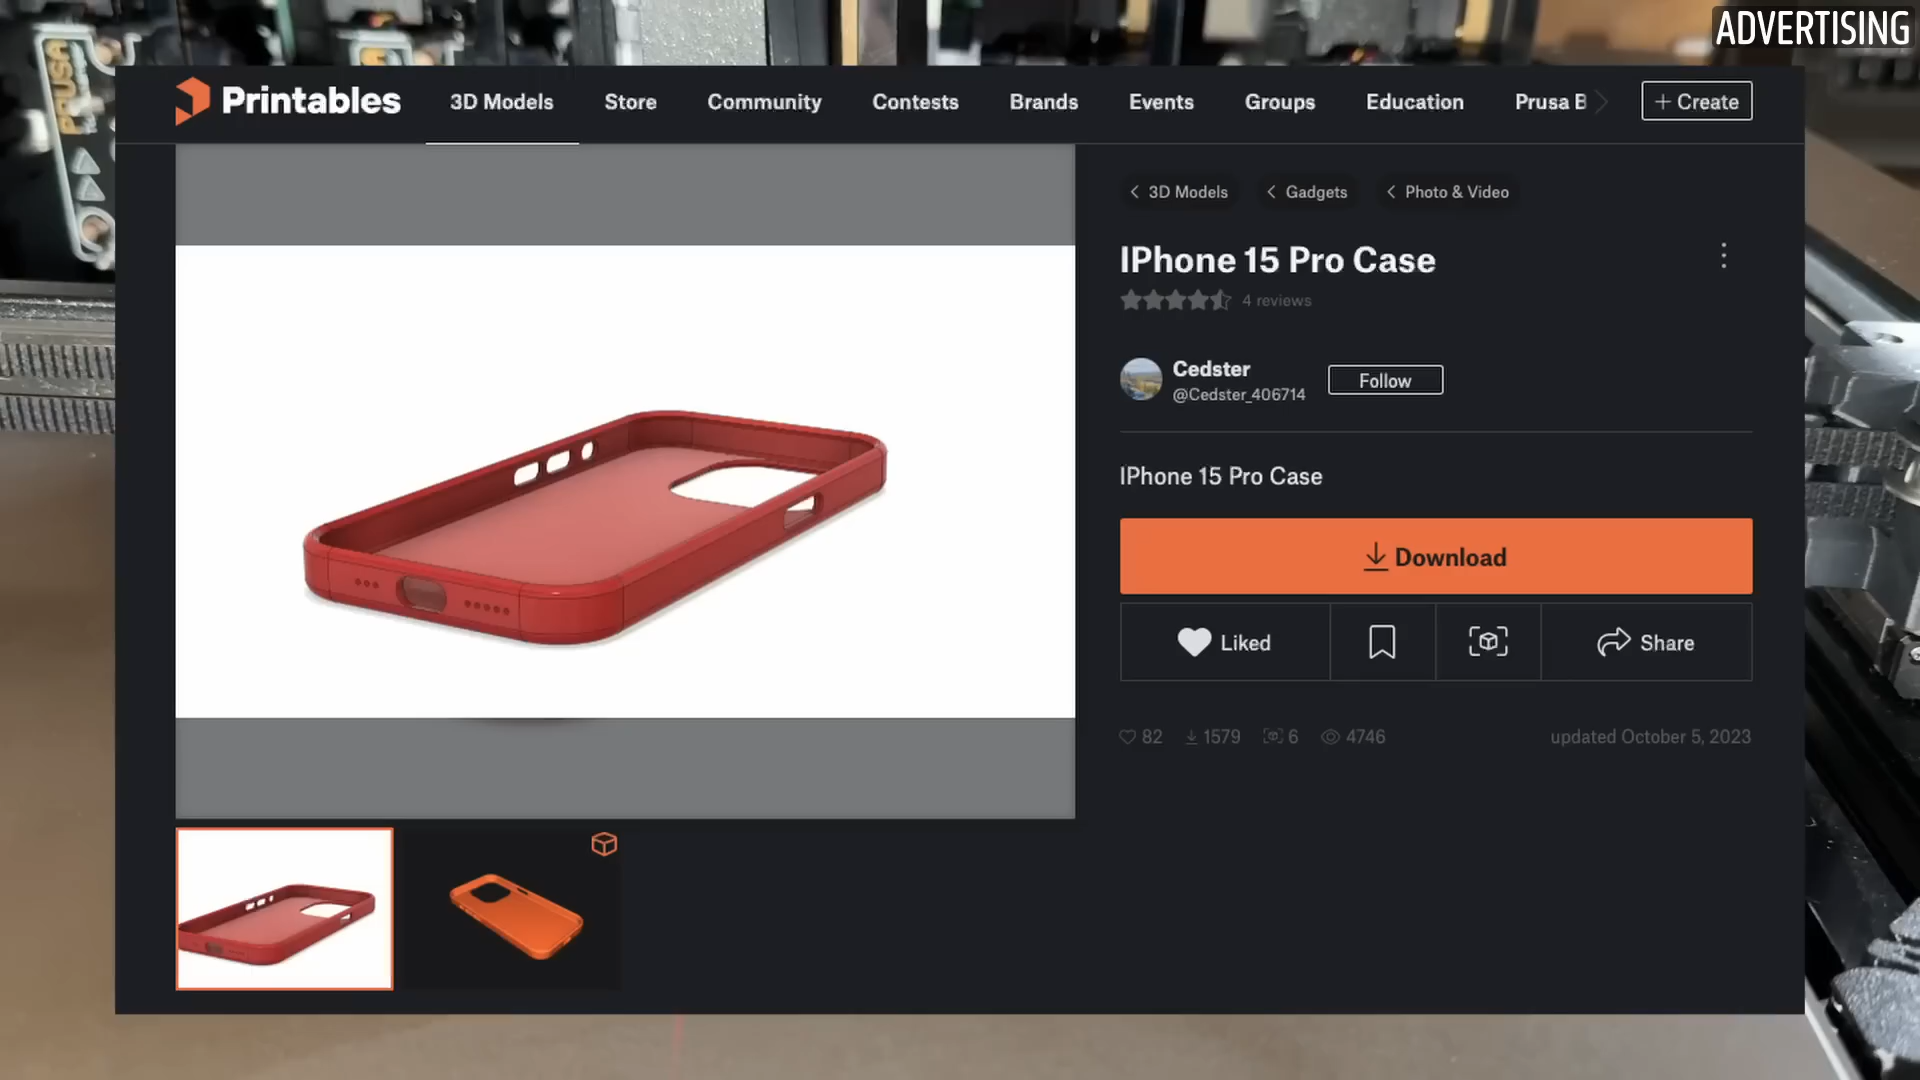 ADVERTISING
PRUSA
Printables
3D Models
Store
Community
Contests
Brands
Events
Groups
Education
Prusa B
+ Create
3D Models
Gadgets
Photo & Video
IPhone 15 Pro Case
4 reviews
Cedster
@Cedster_406714
Follow
IPhone 15 Pro Case
Download
Liked
Share
82
1579
6
4746
updated October 5, 2023